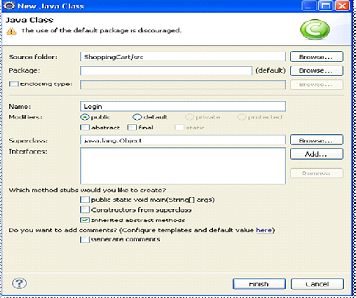 New Java Class
Java Class
The use of the default package is discouraged.
Source folder: ShoppingCart/src Browse...
Package: (default) Browse...
Enclosing type: Browse...
Name: Login
Modifiers: public default private protected
abstract final static
Superclass: java.lang.Object Browse...
Interfaces: Add...
Remove
Which method stubs would you like to create?
public static void main(String[] args)
Constructors from superclass
Inherited abstract methods
Do you want to add comments? (Configure templates and default value here)
Generate comments
? Finish Cancel